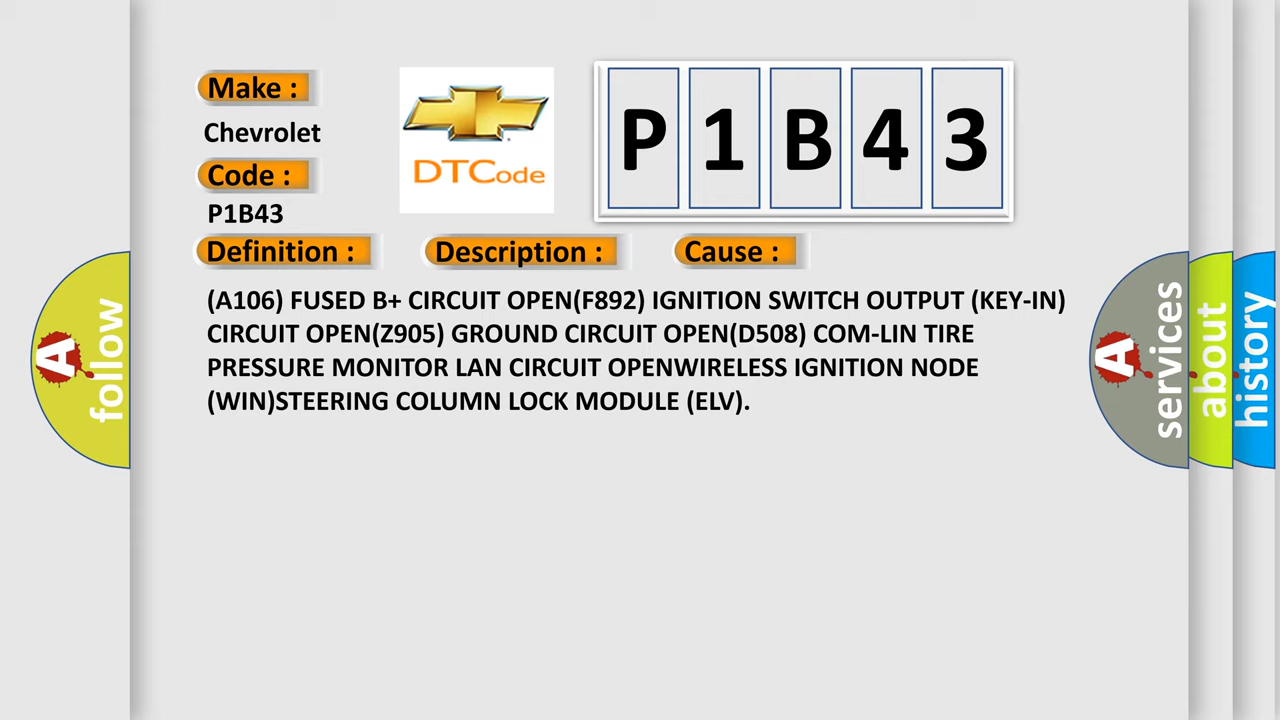 Make :
Chevrolet
Code :
P1B43
DTCode
P 1 B 4 3
Definition :
Description :
Cause :
(A106) FUSED B+ CIRCUIT OPEN(F892) IGNITION SWITCH OUTPUT (KEY-IN)
CIRCUIT OPEN(Z905) GROUND CIRCUIT OPEN(D508) COM-LIN TIRE
PRESSURE MONITOR LAN CIRCUIT OPENWIRELESS IGNITION NODE
(WIN)STEERING COLUMN LOCK MODULE (ELV).
A
follow
A
services
about
history